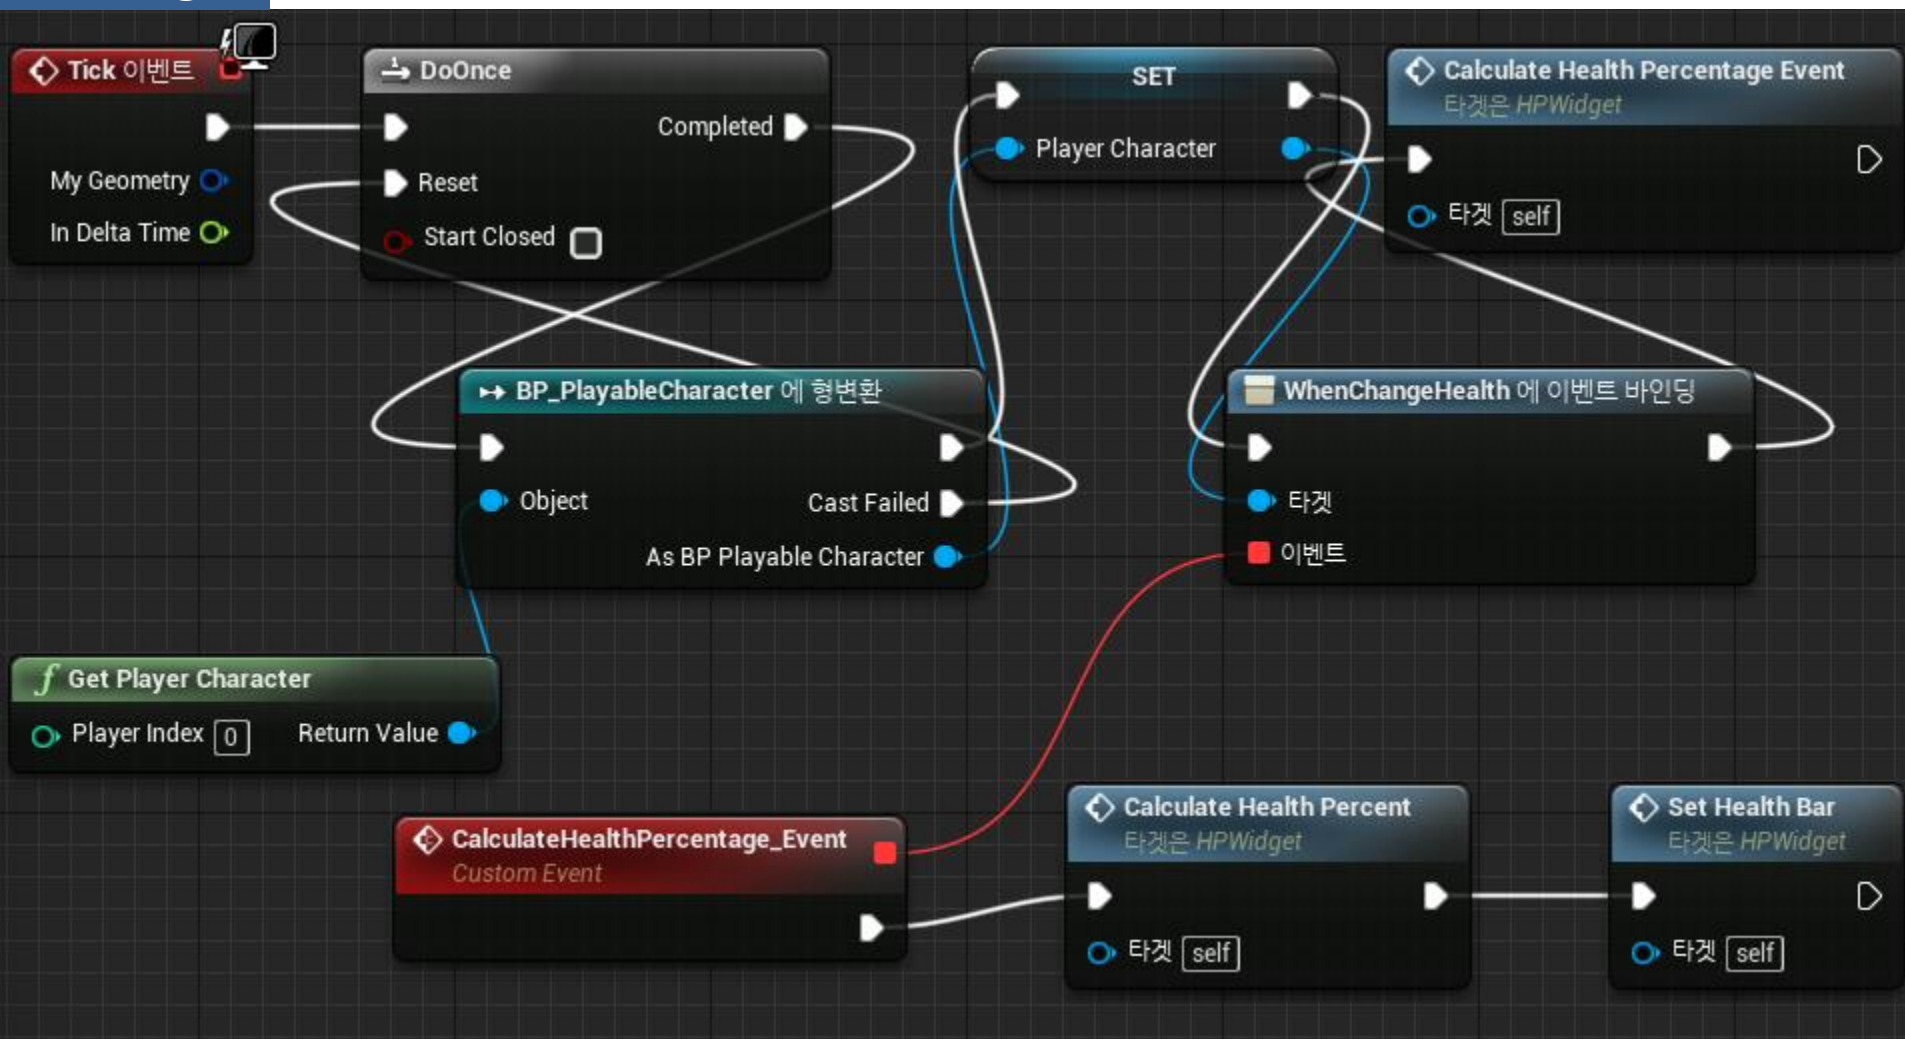 Tick 이벤트
My Geometry
In Delta Time
DoOnce
Completed
Reset
Start Closed
SET
Player Character
Calculate Health Percentage Event
타겟은 HPWidget
타겟 self
BP_PlayableCharacter 에 형변환
Object
Cast Failed
As BP Playable Character
WhenChangeHealth 에 이벤트 바인딩
타겟
이벤트
f Get Player Character
Player Index 0 Return Value
CalculateHealthPercentage_Event
Custom Event
Calculate Health Percent
타겟은 HPWidget
타겟 self
Set Health Bar
타겟은 HPWidget
타겟 self